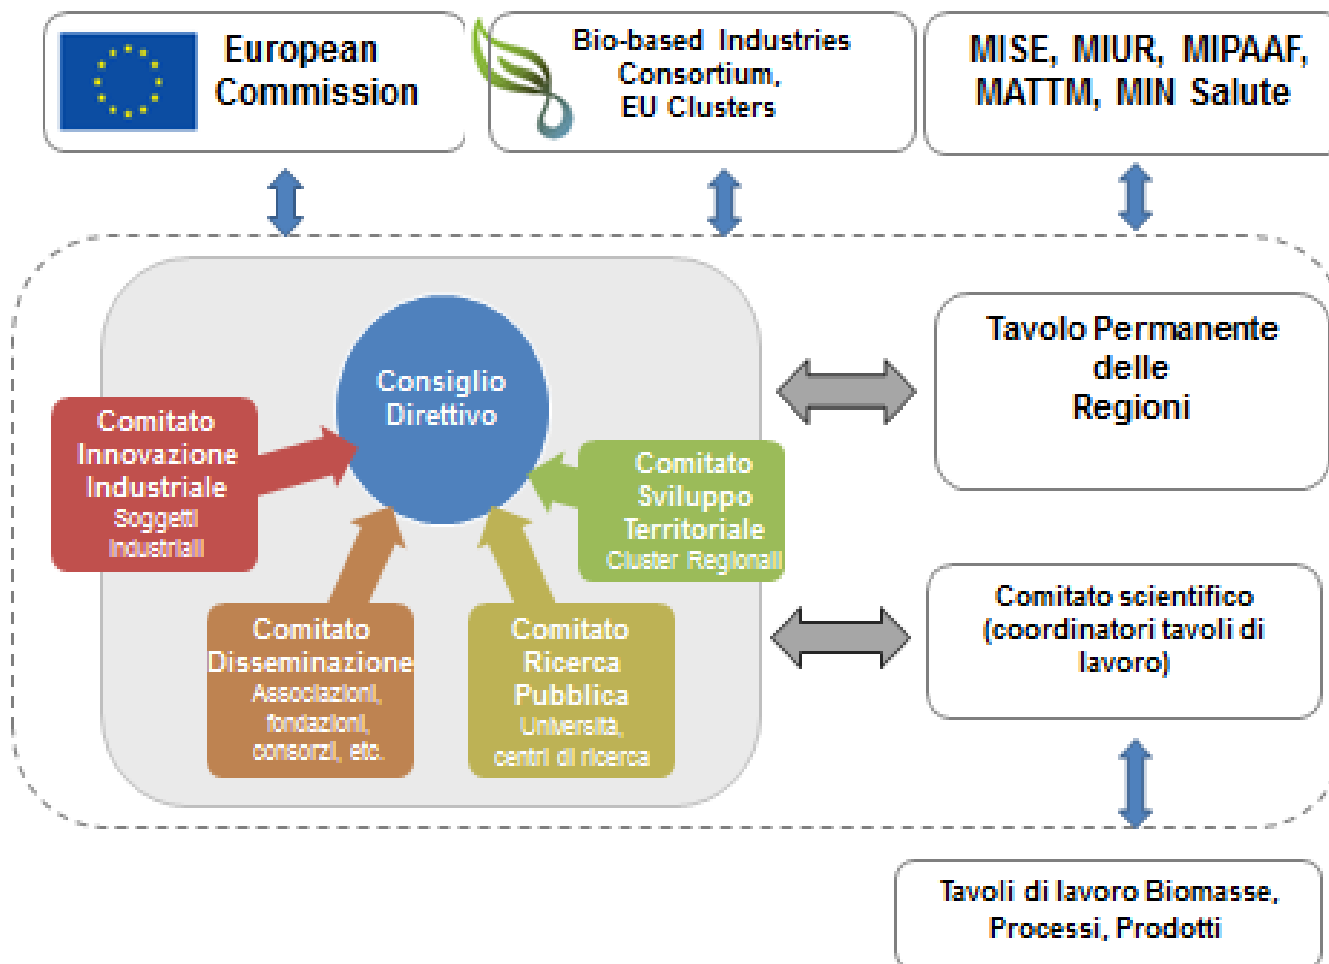 European
Commission
Bio-based Industries
Consortium,
EU Clusters
MISE, MIUR, MIPAAF,
MATTM, MIN Salute
Consiglio
Direttivo
Tavolo Permanente
delle
Regioni
Comitato
Innovazione
Industriale
Soggetti
industriali
Comitato
Sviluppo
Territoriale
Cluster Regionali
Comitato
Disseminazione
Associazioni,
fondazioni,
consorzi, etc.
Comitato
Ricerca
Pubblica
Università,
centri di ricerca
Comitato scientifico
(coordinatori tavoli di
lavoro)
Tavoli di lavoro Biomasse,
Processi, Prodotti